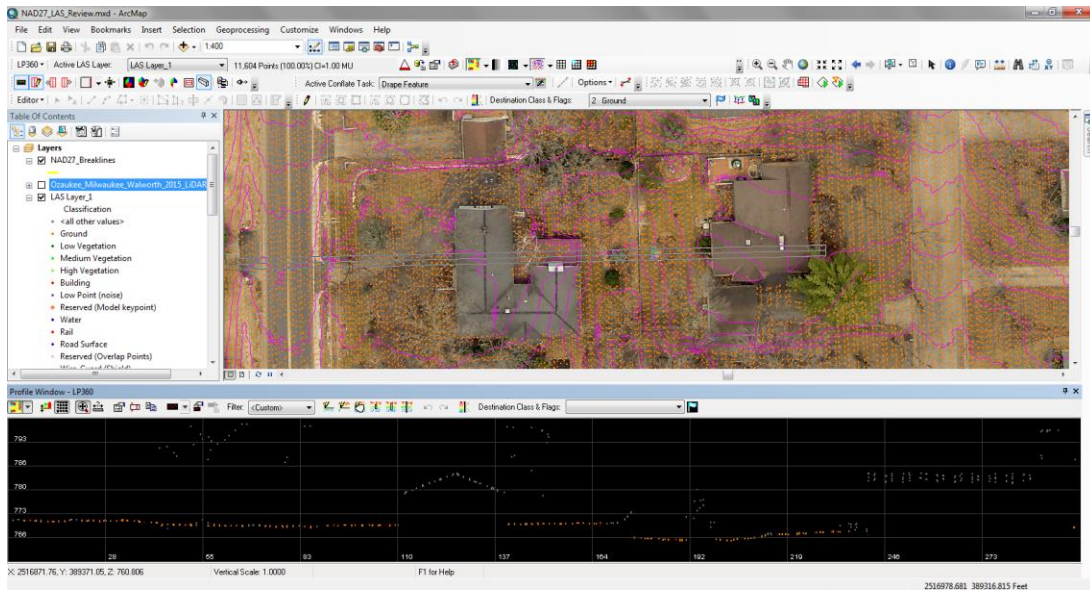 NAD27_LAS_Review.mxd - ArcMap
File Edit View Bookmarks Insert Selection Geoprocessing Customize Windows Help
1:400
LP360 Active LAS Layer: LAS Layer_1 11,604 Points (100.00%) CI=1.00 MU
Active Conflate Task: Drape Feature Options
Editor Destination Class & Flags: 2 Ground
Table Of Contents
Layers
NAD27_Breaklines
Ozaukee_Milwaukee_Walworth_2015_LiDAR
LAS Layer_1
Classification
<all other values>
Ground
Low Vegetation
Medium Vegetation
High Vegetation
Building
Low Point (noise)
Reserved (Model keypoint)
Water
Rail
Road Surface
Reserved (Overlap Points)
Profile Window - LP360
Filter: <Custom> Destination Class & Flags:
793
786
780
773
766
28 55 83 110 137 164 192 219 246 273
X: 2516871.76, Y: 389371.05, Z: 760.806 Vertical Scale: 1.0000 F1 for Help
2516978.681 389316.815 Feet